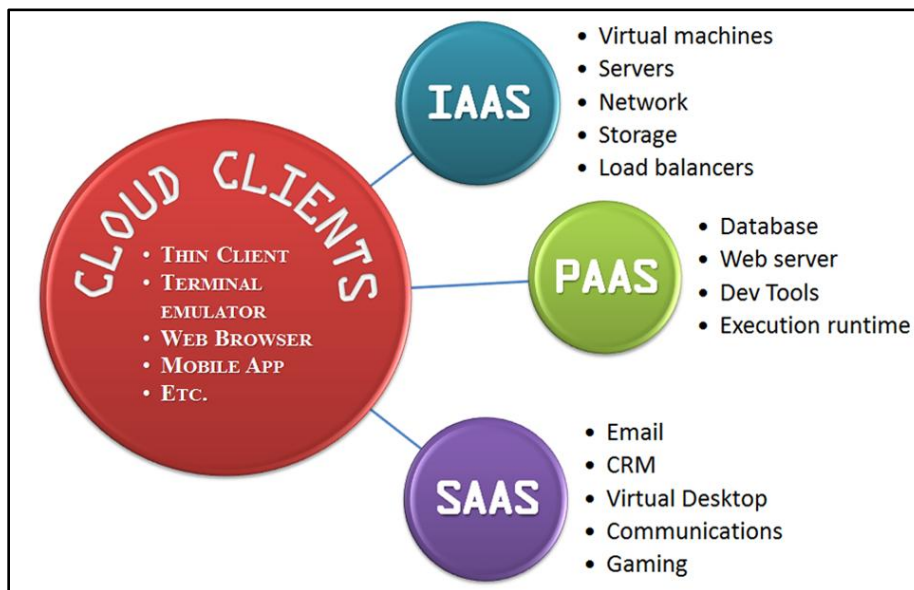 CLOUD CLIENTS
• THIN CLIENT
• TERMINAL
EMULATOR
• WEB BROWSER
• MOBILE APP
• ETC.
IAAS
• Virtual machines
• Servers
• Network
• Storage
• Load balancers
PAAS
• Database
• Web server
• Dev Tools
• Execution runtime
SAAS
• Email
• CRM
• Virtual Desktop
• Communications
• Gaming